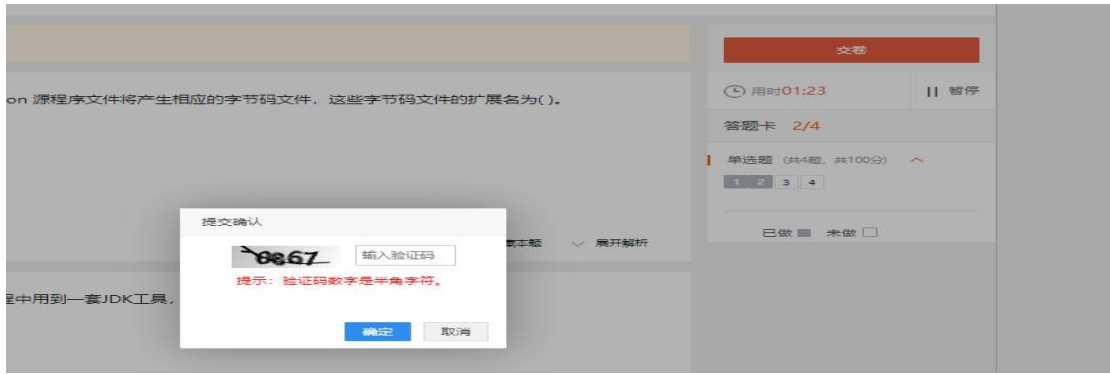 交卷
用时01:23
暂停
on 源程序文件将产生相应的字节码文件，这些字节码文件的扩展名为( )。
答题卡 2/4
单选题 (共4题, 共100分)
1 2 3 4
提交确认
已做 未做
本题 展开解析
输入验证码
提示：验证码数字是半角字符。
程中用到一套JDK工具，
确定 取消